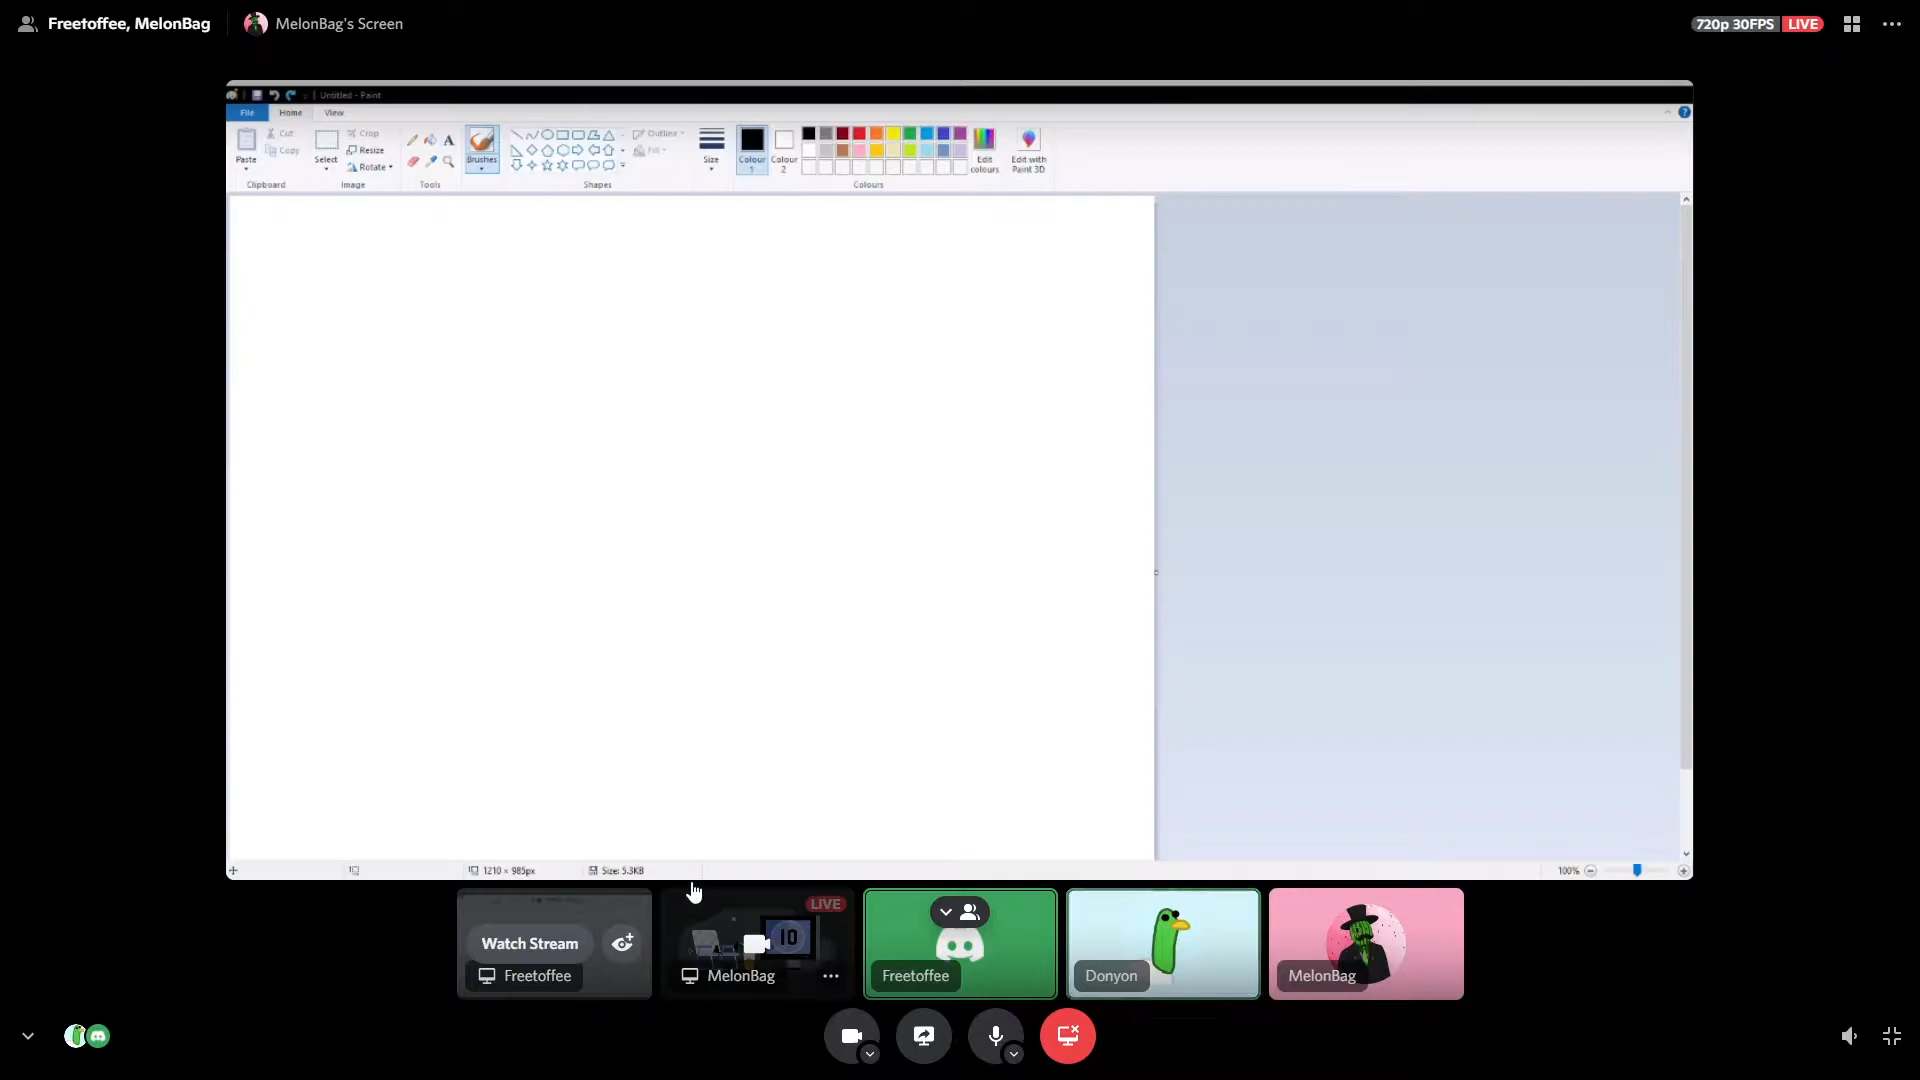 Freetoffee, MelonBag
MelonBag's Screen
720p 30FPS LIVE
Untitled - Paint
File Home View
Paste
Cut
Copy
Clipboard
Select
Crop
Resize
Rotate
Image
Tools
Brushes
Shapes
Outline
Fill
Size
Colour 1
Colour 2
Colours
Edit colours
Edit with Paint 3D
1210 × 985px
Size: 5.3KB
100%
Watch Stream
Freetoffee
LIVE
10
MelonBag
Freetoffee
Donyon
MelonBag